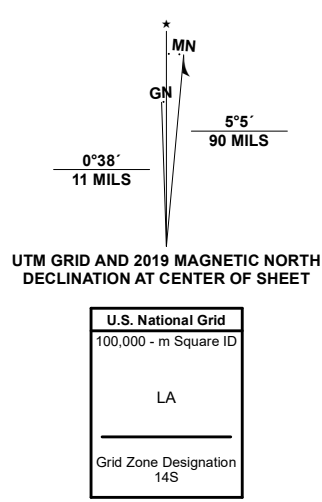 ★
MN
GN
5°5´
90 MILS
0°38´
11 MILS
UTM GRID AND 2019 MAGNETIC NORTH
DECLINATION AT CENTER OF SHEET
U.S. National Grid
100,000 - m Square ID
LA
Grid Zone Designation
14S